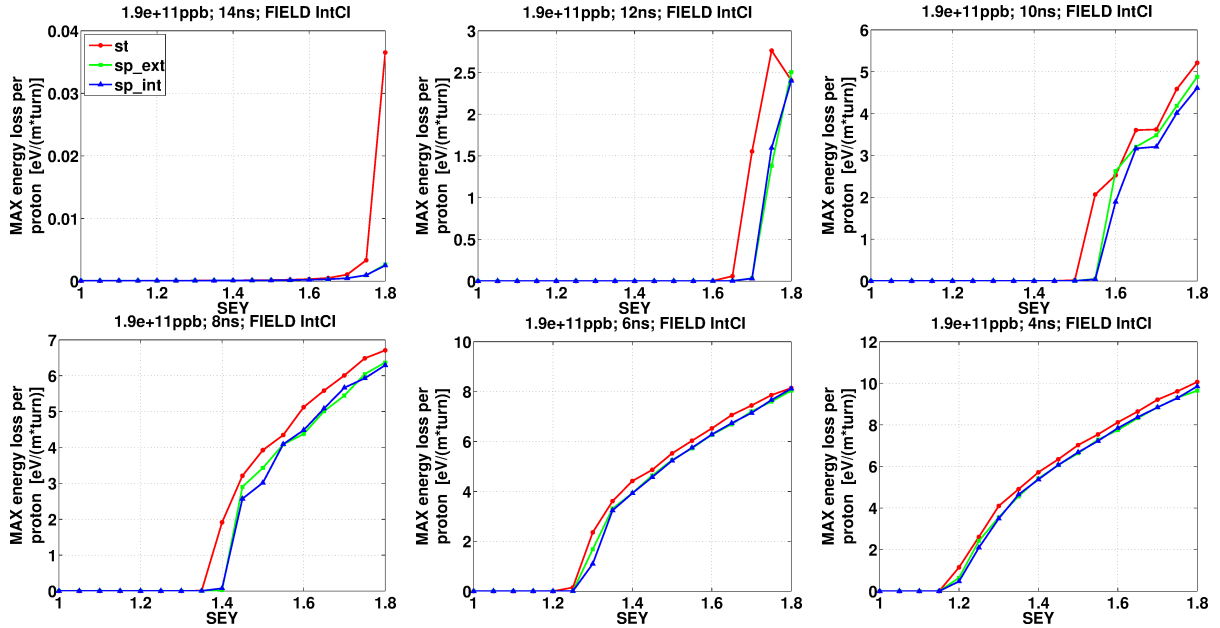 1.9e+11ppb; 14ns; FIELD IntCI
MAX energy loss per
proton [eV/(m*turn)]
0.04
0.03
0.02
0.01
0
st
sp_ext
sp_int
1 1.2 1.4 1.6 1.8
SEY
1.9e+11ppb; 12ns; FIELD IntCI
MAX energy loss per
proton [eV/(m*turn)]
3
2.5
2
1.5
1
0.5
0
1 1.2 1.4 1.6 1.8
SEY
1.9e+11ppb; 10ns; FIELD IntCI
MAX energy loss per
proton [eV/(m*turn)]
6
5
4
3
2
1
0
1 1.2 1.4 1.6 1.8
SEY
1.9e+11ppb; 8ns; FIELD IntCI
MAX energy loss per
proton [eV/(m*turn)]
7
6
5
4
3
2
1
0
1 1.2 1.4 1.6 1.8
SEY
1.9e+11ppb; 6ns; FIELD IntCI
MAX energy loss per
proton [eV/(m*turn)]
10
8
6
4
2
0
1 1.2 1.4 1.6 1.8
SEY
1.9e+11ppb; 4ns; FIELD IntCI
MAX energy loss per
proton [eV/(m*turn)]
12
10
8
6
4
2
0
1 1.2 1.4 1.6 1.8
SEY